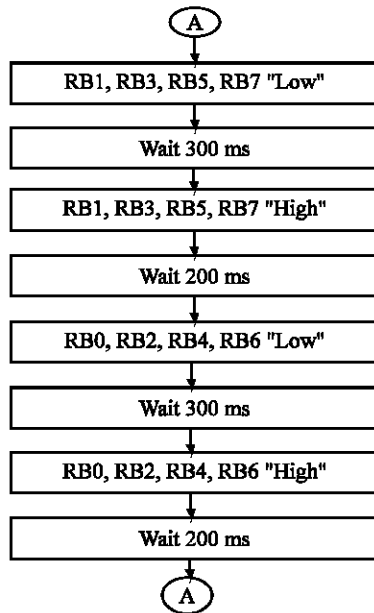 A
RB1, RB3, RB5, RB7 "Low"
Wait 300 ms
RB1, RB3, RB5, RB7 "High"
Wait 200 ms
RB0, RB2, RB4, RB6 "Low"
Wait 300 ms
RB0, RB2, RB4, RB6 "High"
Wait 200 ms
A